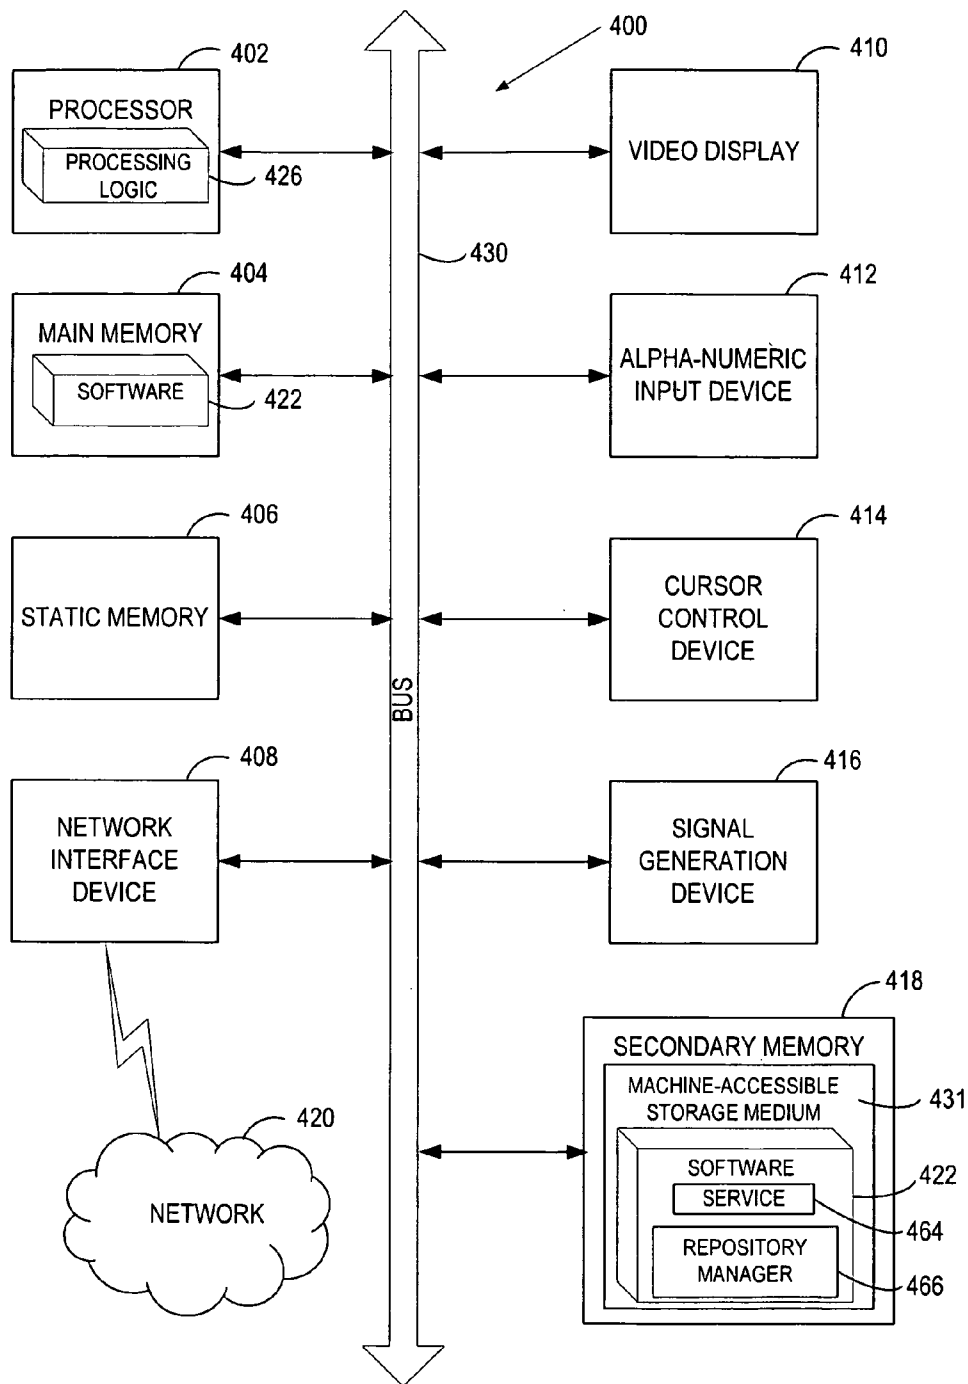 400
402
PROCESSOR
PROCESSING
LOGIC
426
410
VIDEO DISPLAY
430
404
MAIN MEMORY
SOFTWARE
422
412
ALPHA-NUMERIC
INPUT DEVICE
406
STATIC MEMORY
414
CURSOR
CONTROL
DEVICE
BUS
408
NETWORK
INTERFACE
DEVICE
416
SIGNAL
GENERATION
DEVICE
420
NETWORK
418
SECONDARY MEMORY
MACHINE-ACCESSIBLE
STORAGE MEDIUM
431
SOFTWARE
422
SERVICE
464
REPOSITORY
MANAGER
466